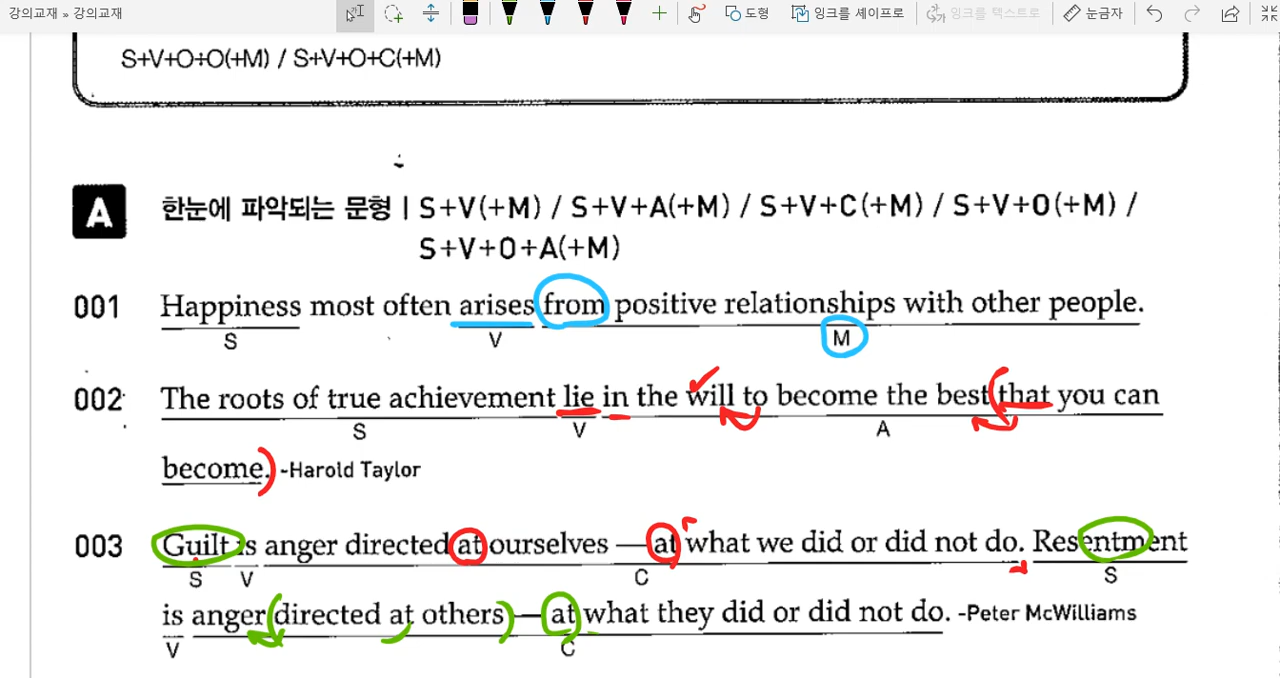 강의교재 » 강의교재
도형
잉크를 셰이프로
잉크를 텍스트로
눈금자
S+V+O+O(+M) / S+V+O+C(+M)
A 한눈에 파악되는 문형 | S+V(+M) / S+V+A(+M) / S+V+C(+M) / S+V+O(+M) /
S+V+O+A(+M)
001 Happiness most often arises from positive relationships with other people.
S V M
002 The roots of true achievement lie in the will to become the best that you can
S V A
become. -Harold Taylor
003 Guilt is anger directed at ourselves — at what we did or did not do. Resentment
S V C S
is anger directed at others — at what they did or did not do. -Peter McWilliams
V C